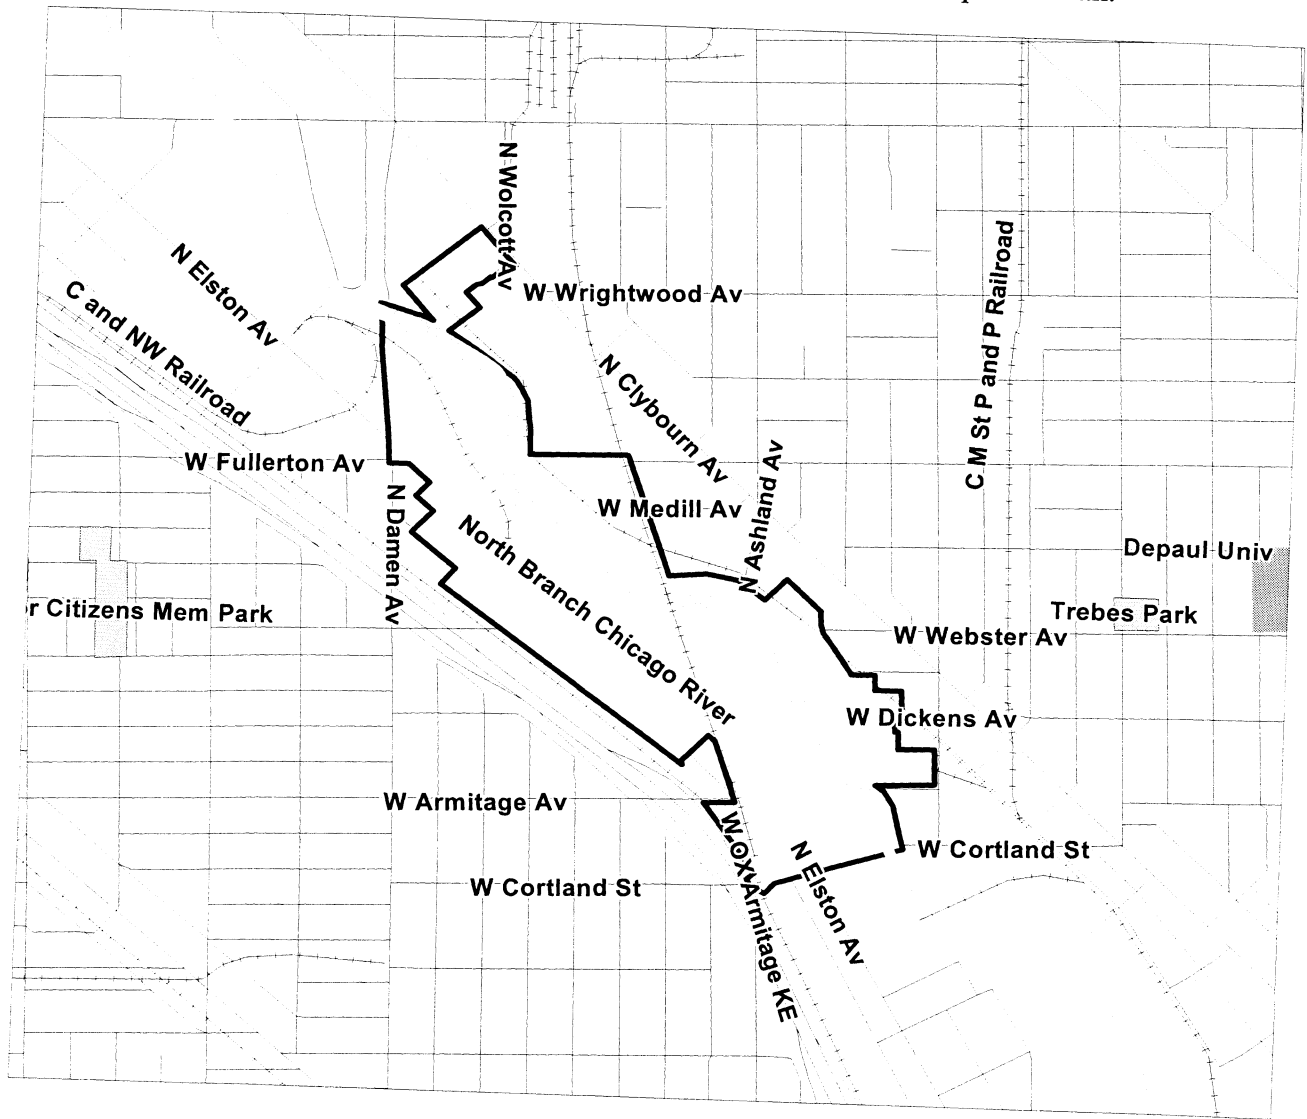 N Wolcott Av
N Elston Av
W Wrightwood Av
C and NW Railroad
C M St P and P Railroad
N Clybourn Av
W Fullerton Av
N Ashland Av
W Medill Av
N Damen Av
North Branch Chicago River
Depaul Univ
r Citizens Mem Park
Trebes Park
W Webster Av
W Dickens Av
W Armitage Av
W Cortland St
N Elston Av
W Cortland St
Armitage KE